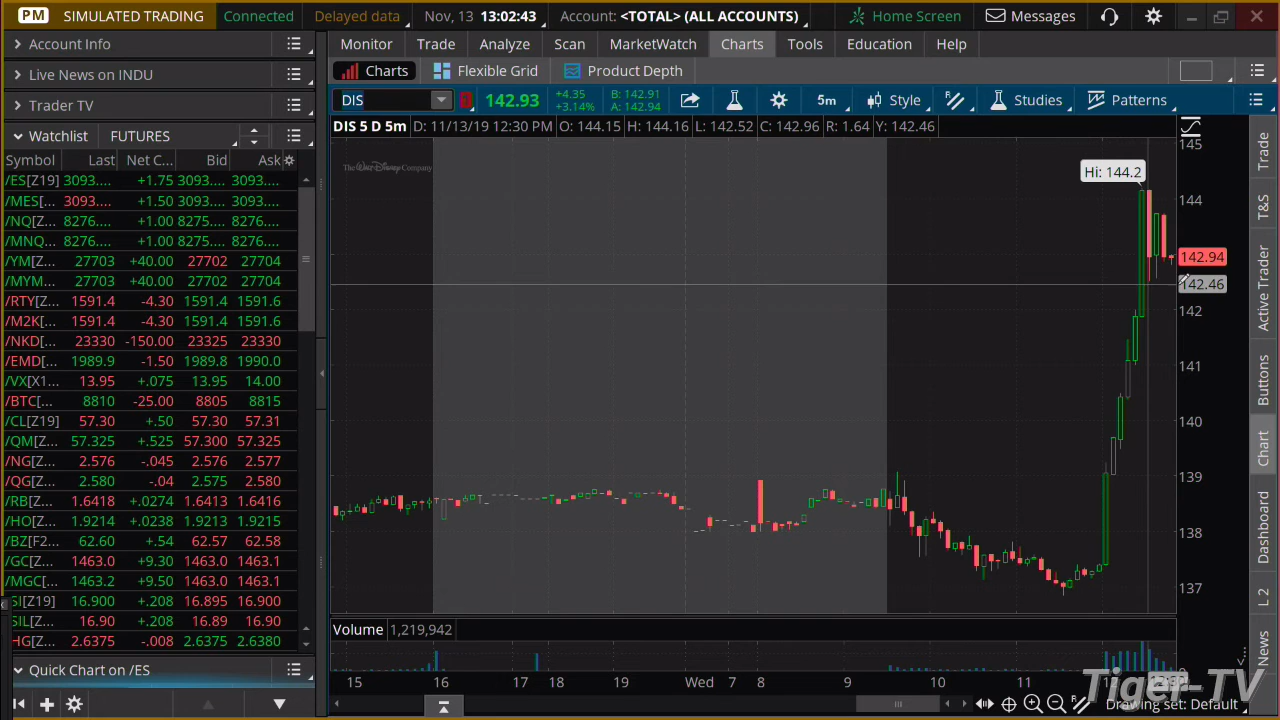 PM SIMULATED TRADING Connected Delayed data Nov, 13 13:02:43 Account: <TOTAL> (ALL ACCOUNTS) Home Screen Messages
Account Info
Live News on INDU
Trader TV
Watchlist FUTURES
Symbol Last Net C... Bid Ask
/ES[Z19] 3093.... +1.75 3093.... 3093....
/MES[... 3093.... +1.50 3093.... 3093....
/NQ[Z... 8276.... +1.00 8275.... 8276....
/MNQ... 8276.... +1.00 8275.... 8276....
/YM[Z... 27703 +40.00 27702 27704
/MYM... 27703 +40.00 27702 27704
/RTY[Z... 1591.4 -4.30 1591.4 1591.6
/M2K[... 1591.4 -4.30 1591.4 1591.6
/NKD[... 23330 -150.00 23325 23330
/EMD[... 1989.9 -1.50 1989.8 1990.0
/VX[X1... 13.95 +.075 13.95 14.00
/BTC[... 8810 -25.00 8805 8815
/CL[Z19] 57.30 +.50 57.30 57.31
/QM[Z... 57.325 +.525 57.300 57.325
/NG[Z... 2.576 -.045 2.576 2.577
/QG[Z... 2.580 -.04 2.575 2.580
/RB[Z... 1.6418 +.0274 1.6413 1.6416
/HO[Z... 1.9214 +.0238 1.9213 1.9215
/BZ[F2... 62.60 +.54 62.57 62.58
/GC[Z... 1463.0 +9.30 1463.0 1463.1
/MGC[... 1463.2 +9.50 1463.0 1463.1
SI[Z19] 16.900 +.208 16.895 16.900
SIL[Z... 16.90 +.208 16.89 16.90
HG[Z... 2.6375 -.008 2.6375 2.6380
Quick Chart on /ES
Monitor Trade Analyze Scan MarketWatch Charts Tools Education Help
Charts Flexible Grid Product Depth
DIS 142.93 +4.35 +3.14% B: 142.91 A: 142.94 5m Style Studies Patterns
DIS 5 D 5m D: 11/13/19 12:30 PM O: 144.15 H: 144.16 L: 142.52 C: 142.96 R: 1.64 Y: 142.46
The Walt Disney Company
Hi: 144.2
145
144
142.94
142.46
142
141
140
139
138
137
Volume 1,219,942
15 16 17 18 19 Wed 7 8 9 10 11 12
Drawing set: Default
Trade
T&S
Active Trader
Buttons
Chart
Dashboard
L 2
News
Tiger-TV